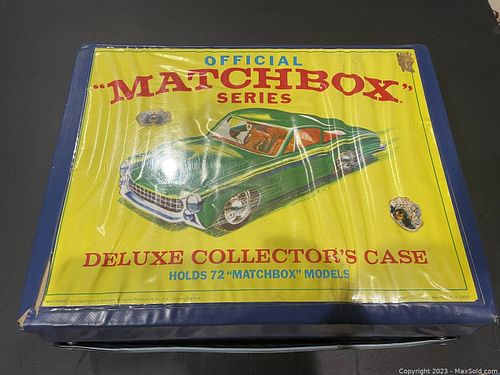 OFFICIAL
"MATCHBOX"
SERIES
DELUXE COLLECTOR'S CASE
HOLDS 72 "MATCHBOX" MODELS
Copyright 2023 - MaxSold.com